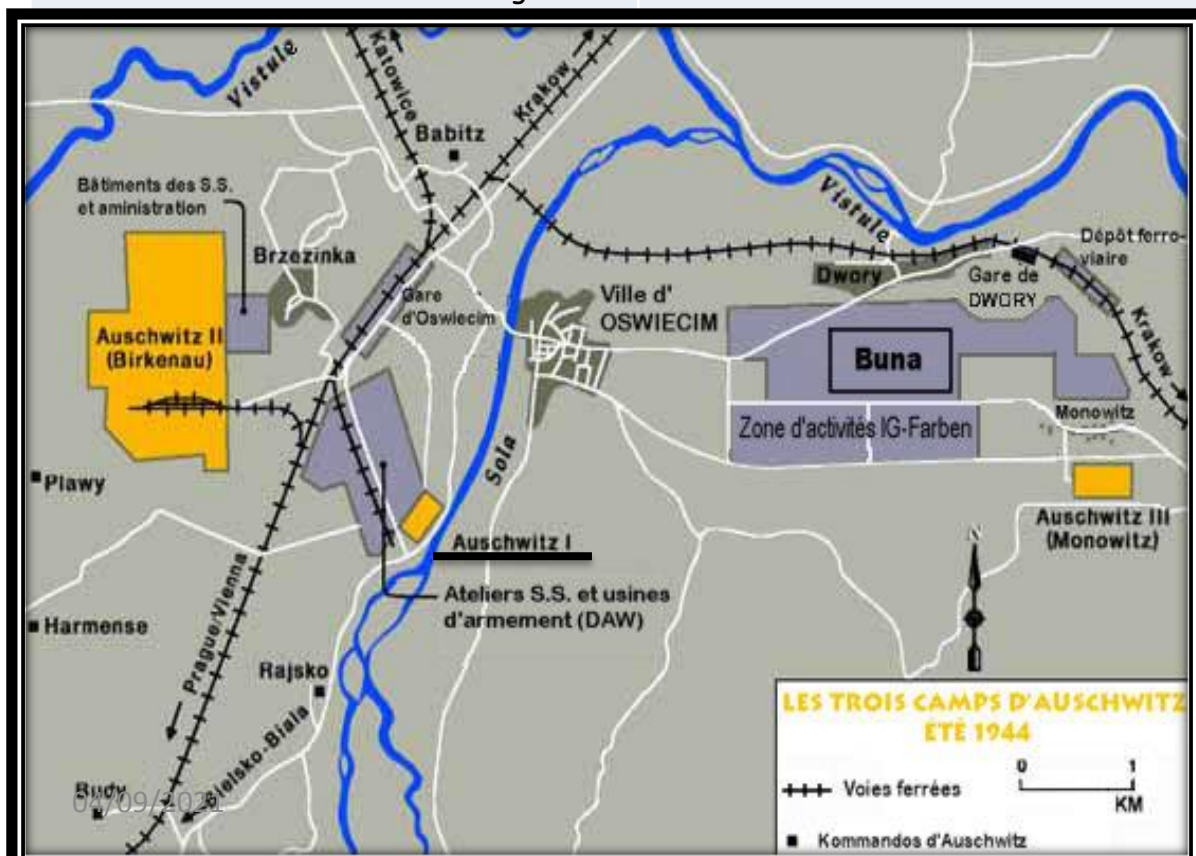 Vistule
Katowice
Krakow
Babitz
Bâtiments des S.S.
et aministration
Brzezinka
Vistule
Dépôt ferro-
viaire
Dwory
Gare de
DWORY
Gare
d'Oswiecim
Ville d'
OSWIECIM
Auschwitz II
(Birkenau)
Buna
Krakow
Zone d'activités IG-Farben
Monowitz
Sola
Plawy
Auschwitz I
Auschwitz III
(Monowitz)
N
Ateliers S.S. et usines
d'armement (DAW)
Harmense
Prague/Vienna
Rajsko
Bielsko-Biala
Budy
04/09/2021
LES TROIS CAMPS D'AUSCHWITZ
ÉTÉ 1944
0 1
KM
Voies ferrées
Kommandos d'Auschwitz